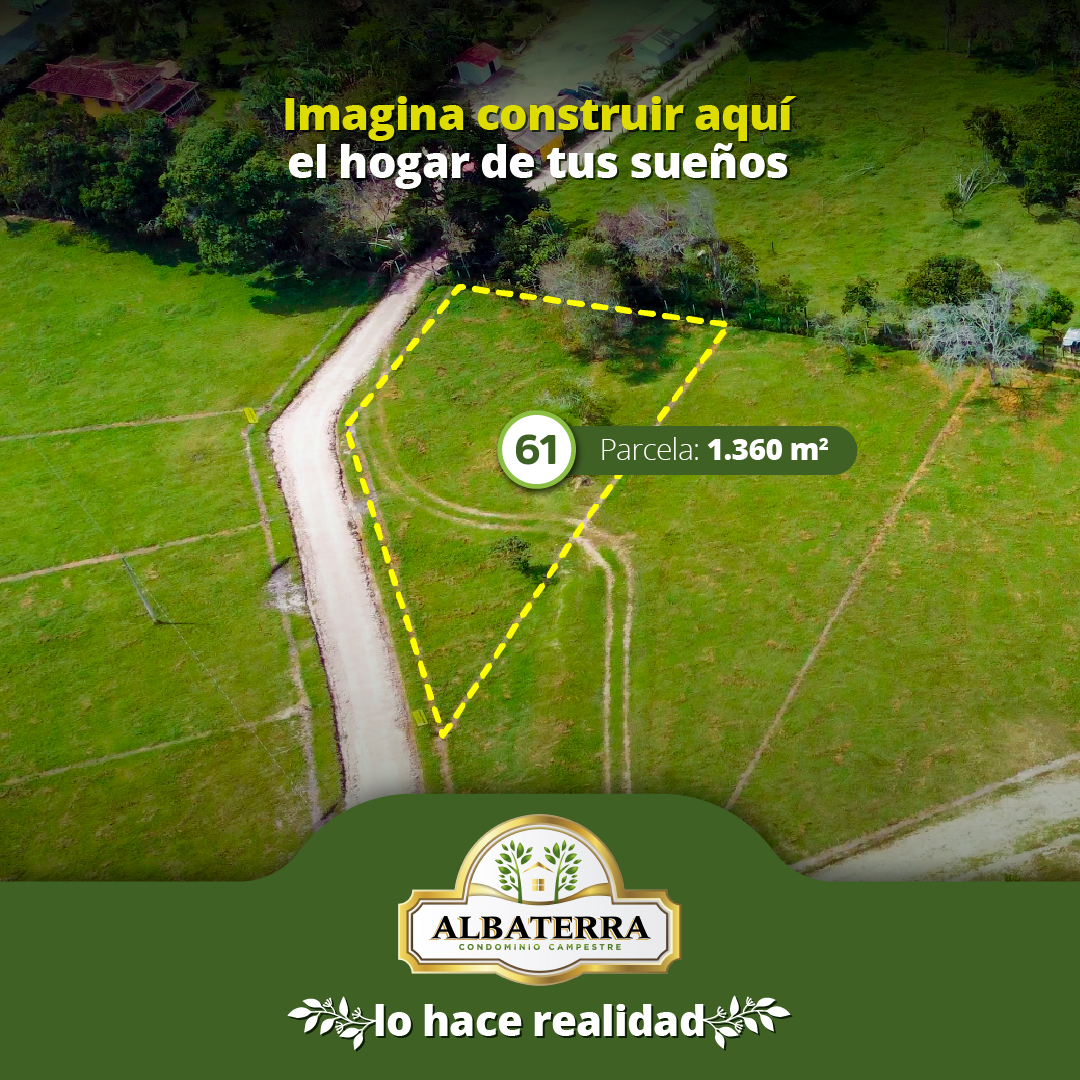 Imagina construir aquí
el hogar de tus sueños
61
Parcela: 1.360 m²
ALBATERRA
CONDOMINIO CAMPESTRE
lo hace realidad